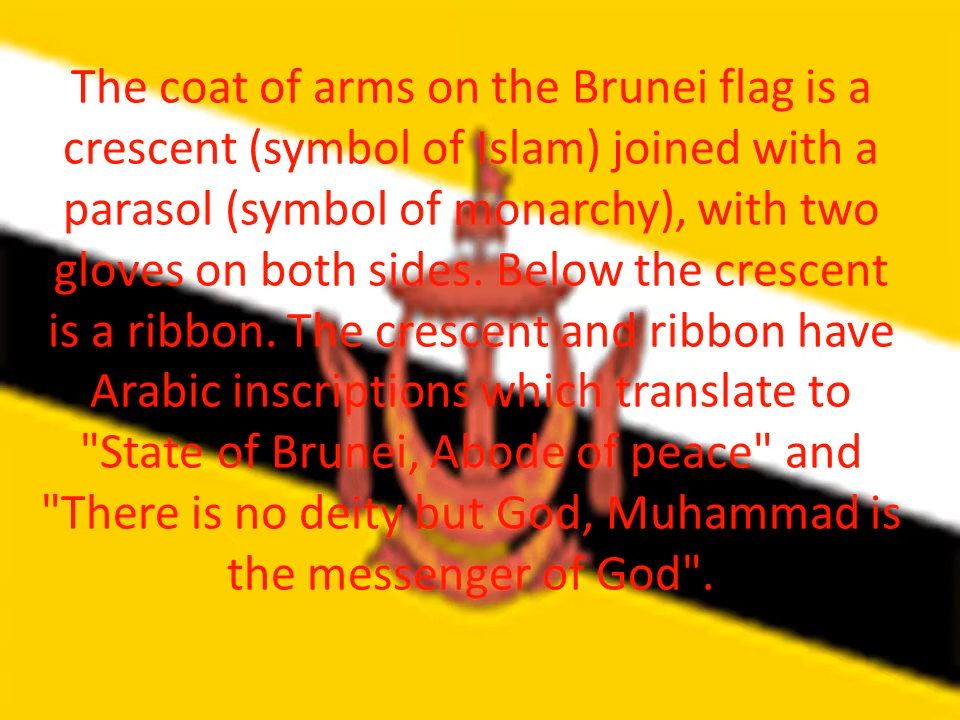 The coat of arms on the Brunei flag is a
crescent (symbol of Islam) joined with a
parasol (symbol of monarchy), with two
gloves on both sides. Below the crescent
is a ribbon. The crescent and ribbon have
Arabic inscriptions which translate to
"State of Brunei, Abode of peace" and
"There is no deity but God, Muhammad is
the messenger of God".